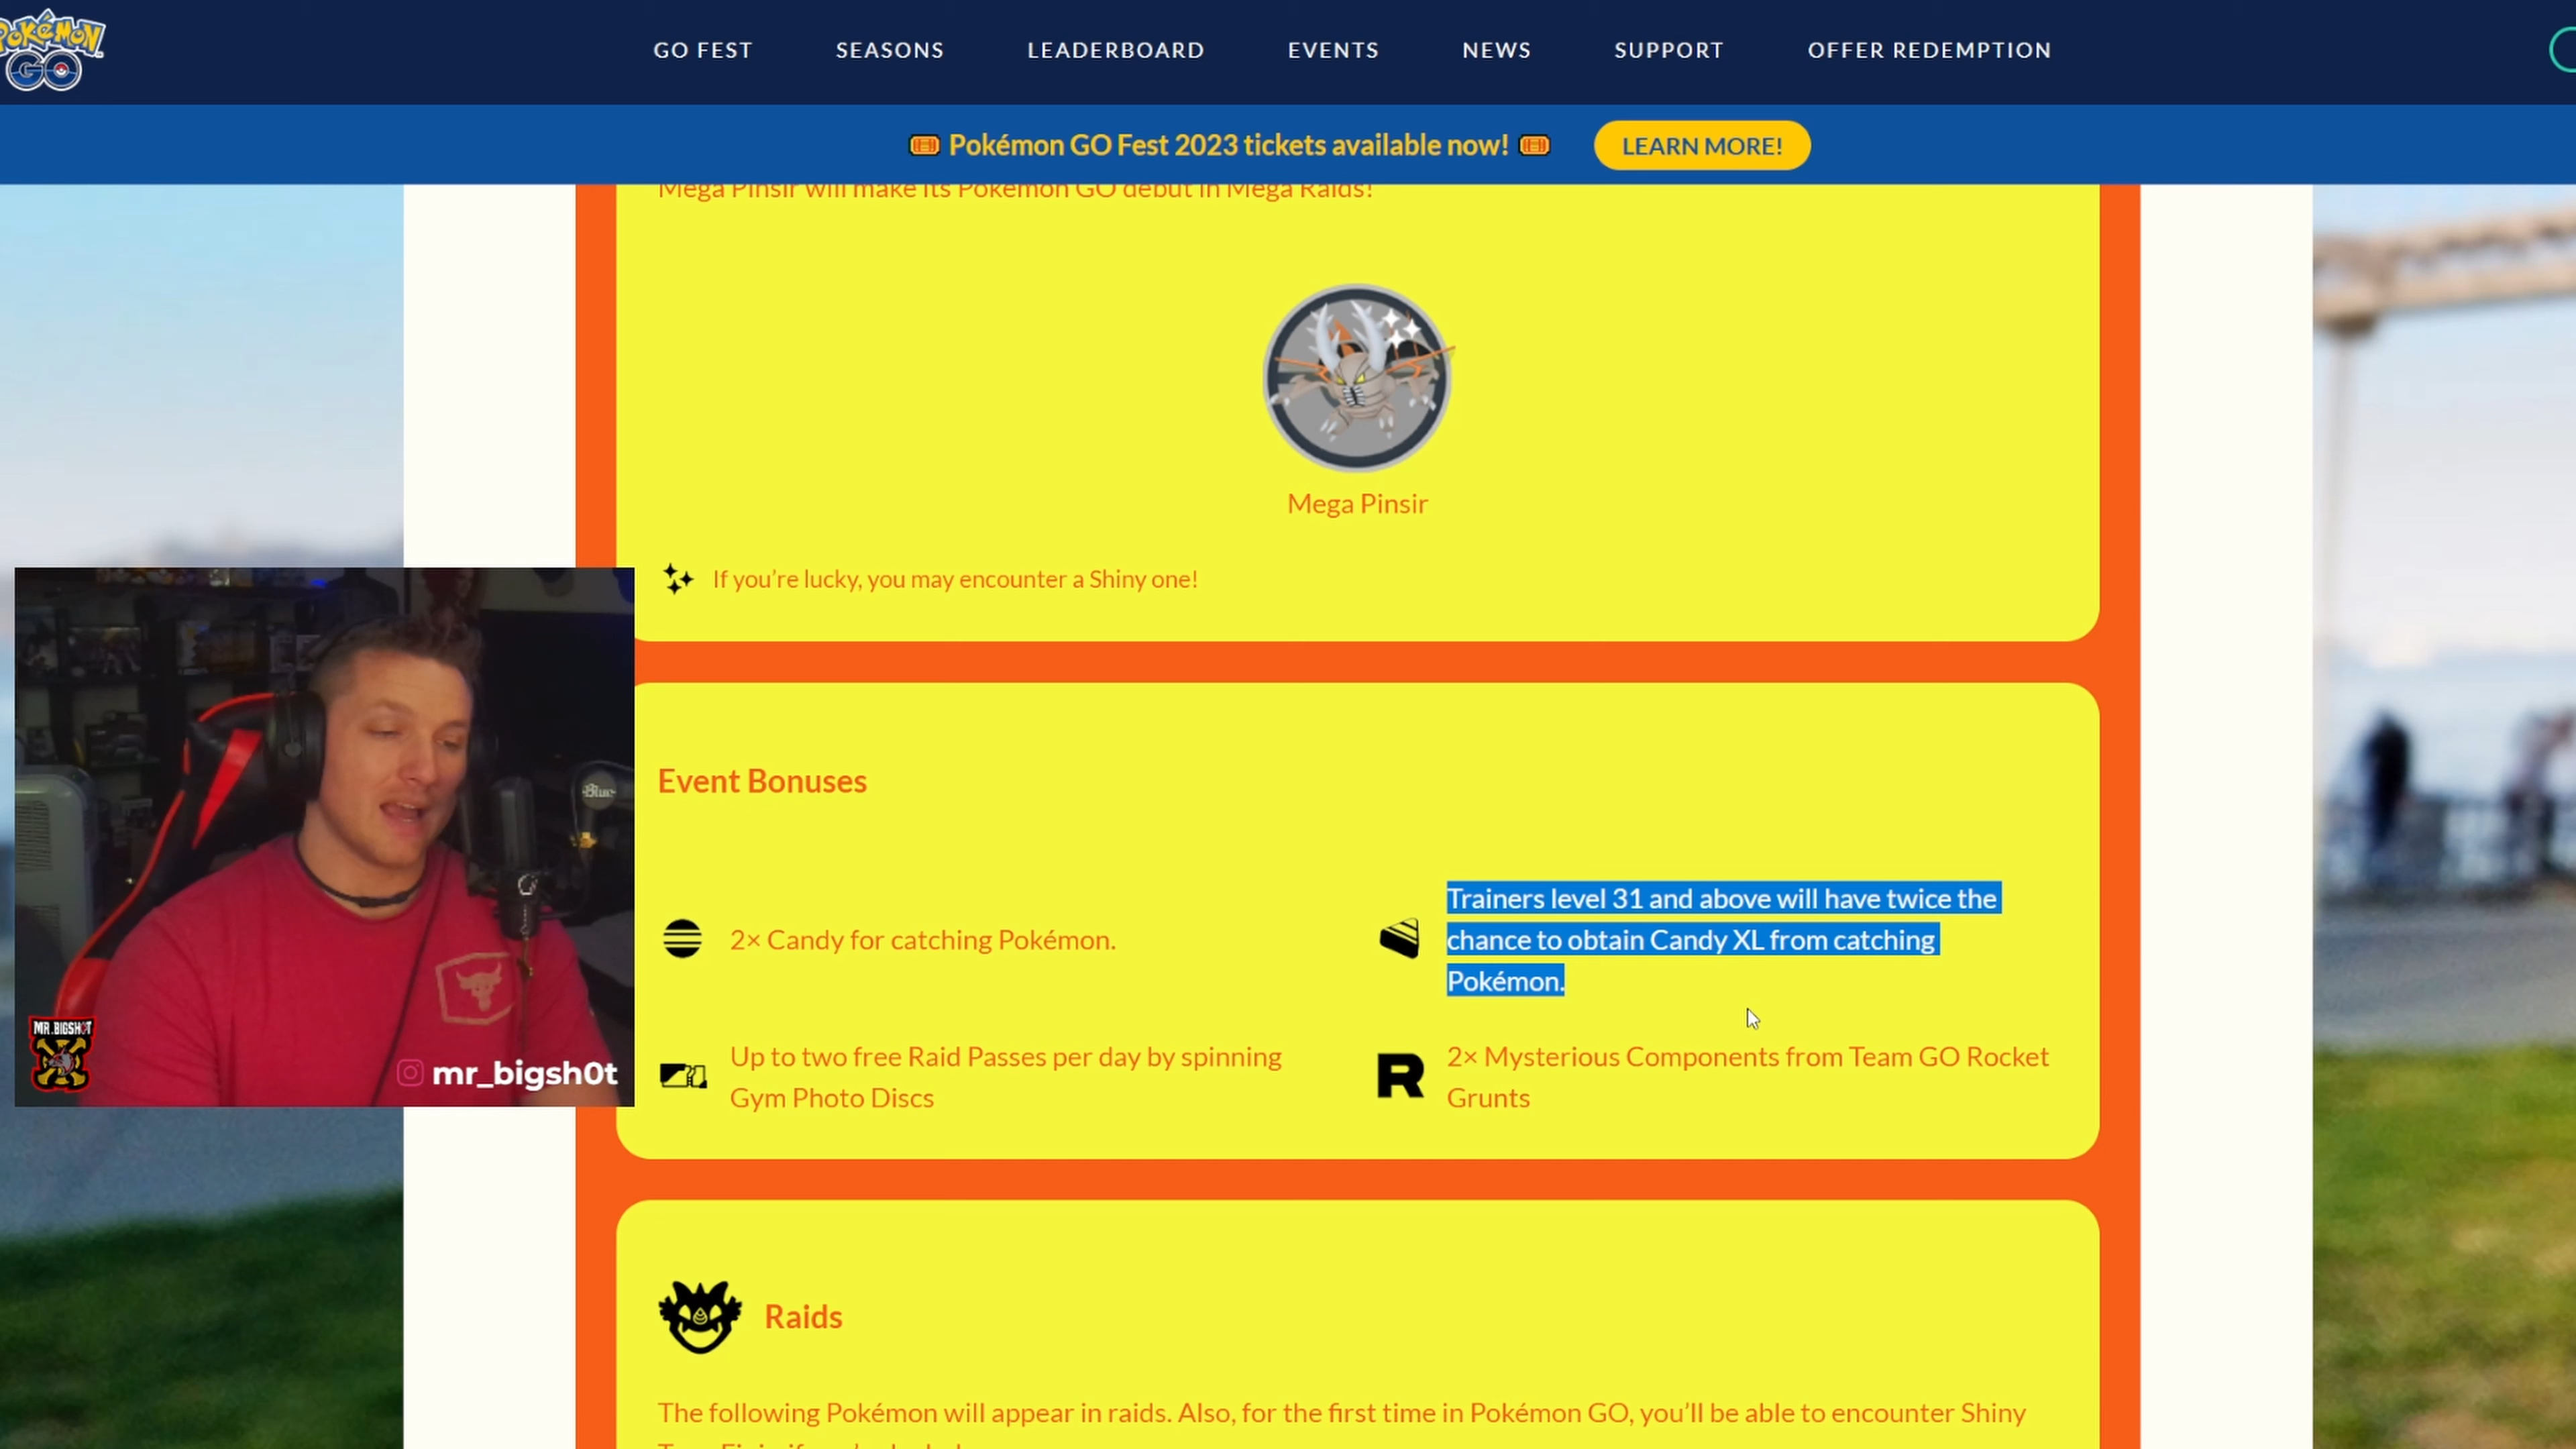 POKÉMON
GO
GO FEST SEASONS LEADERBOARD EVENTS NEWS SUPPORT OFFER REDEMPTION
Pokémon GO Fest 2023 tickets available now! LEARN MORE!
Mega Pinsir will make its Pokémon GO debut in Mega Raids!
Mega Pinsir
If you’re lucky, you may encounter a Shiny one!
Event Bonuses
2× Candy for catching Pokémon.
Trainers level 31 and above will have twice the
chance to obtain Candy XL from catching
Pokémon.
Up to two free Raid Passes per day by spinning
Gym Photo Discs
R
2× Mysterious Components from Team GO Rocket
Grunts
Blue
MR.BIGSH0T
mr_bigsh0t
Raids
The following Pokémon will appear in raids. Also, for the first time in Pokémon GO, you’ll be able to encounter Shiny